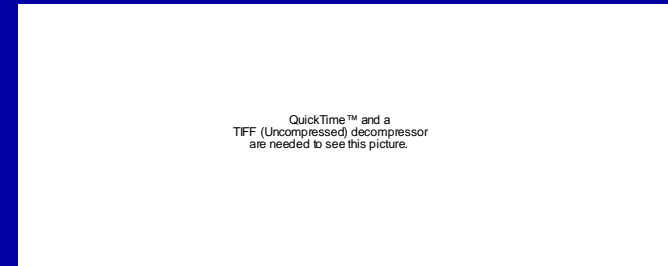 QuickTime™ and a
TIFF (Uncompressed) decompressor
are needed to see this picture.